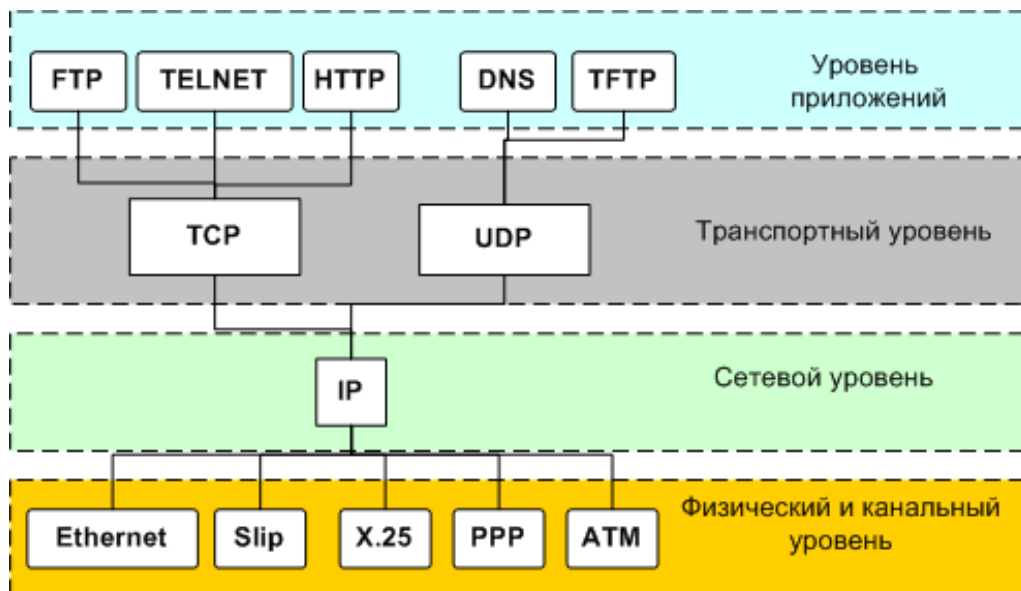 FTP TELNET HTTP DNS TFTP
Уровень
приложений
TCP UDP Транспортный уровень
IP Сетевой уровень
Физический и канальный
уровень
Ethernet Slip X.25 PPP ATM